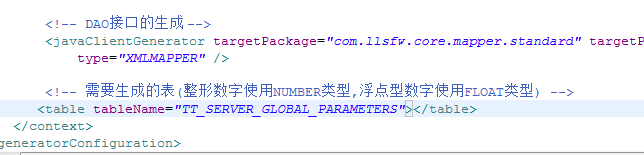 <!-- DAO接口的生成 -->
<javaClientGenerator targetPackage="com.llsfw.core.mapper.standard" targetP
type="XMLMAPPER" />
<!-- 需要生成的表(整形数字使用NUMBER类型,浮点型数字使用FLOAT类型) -->
<table tableName="TT_SERVER_GLOBAL_PARAMETERS"></table>
</context>
generatorConfiguration>